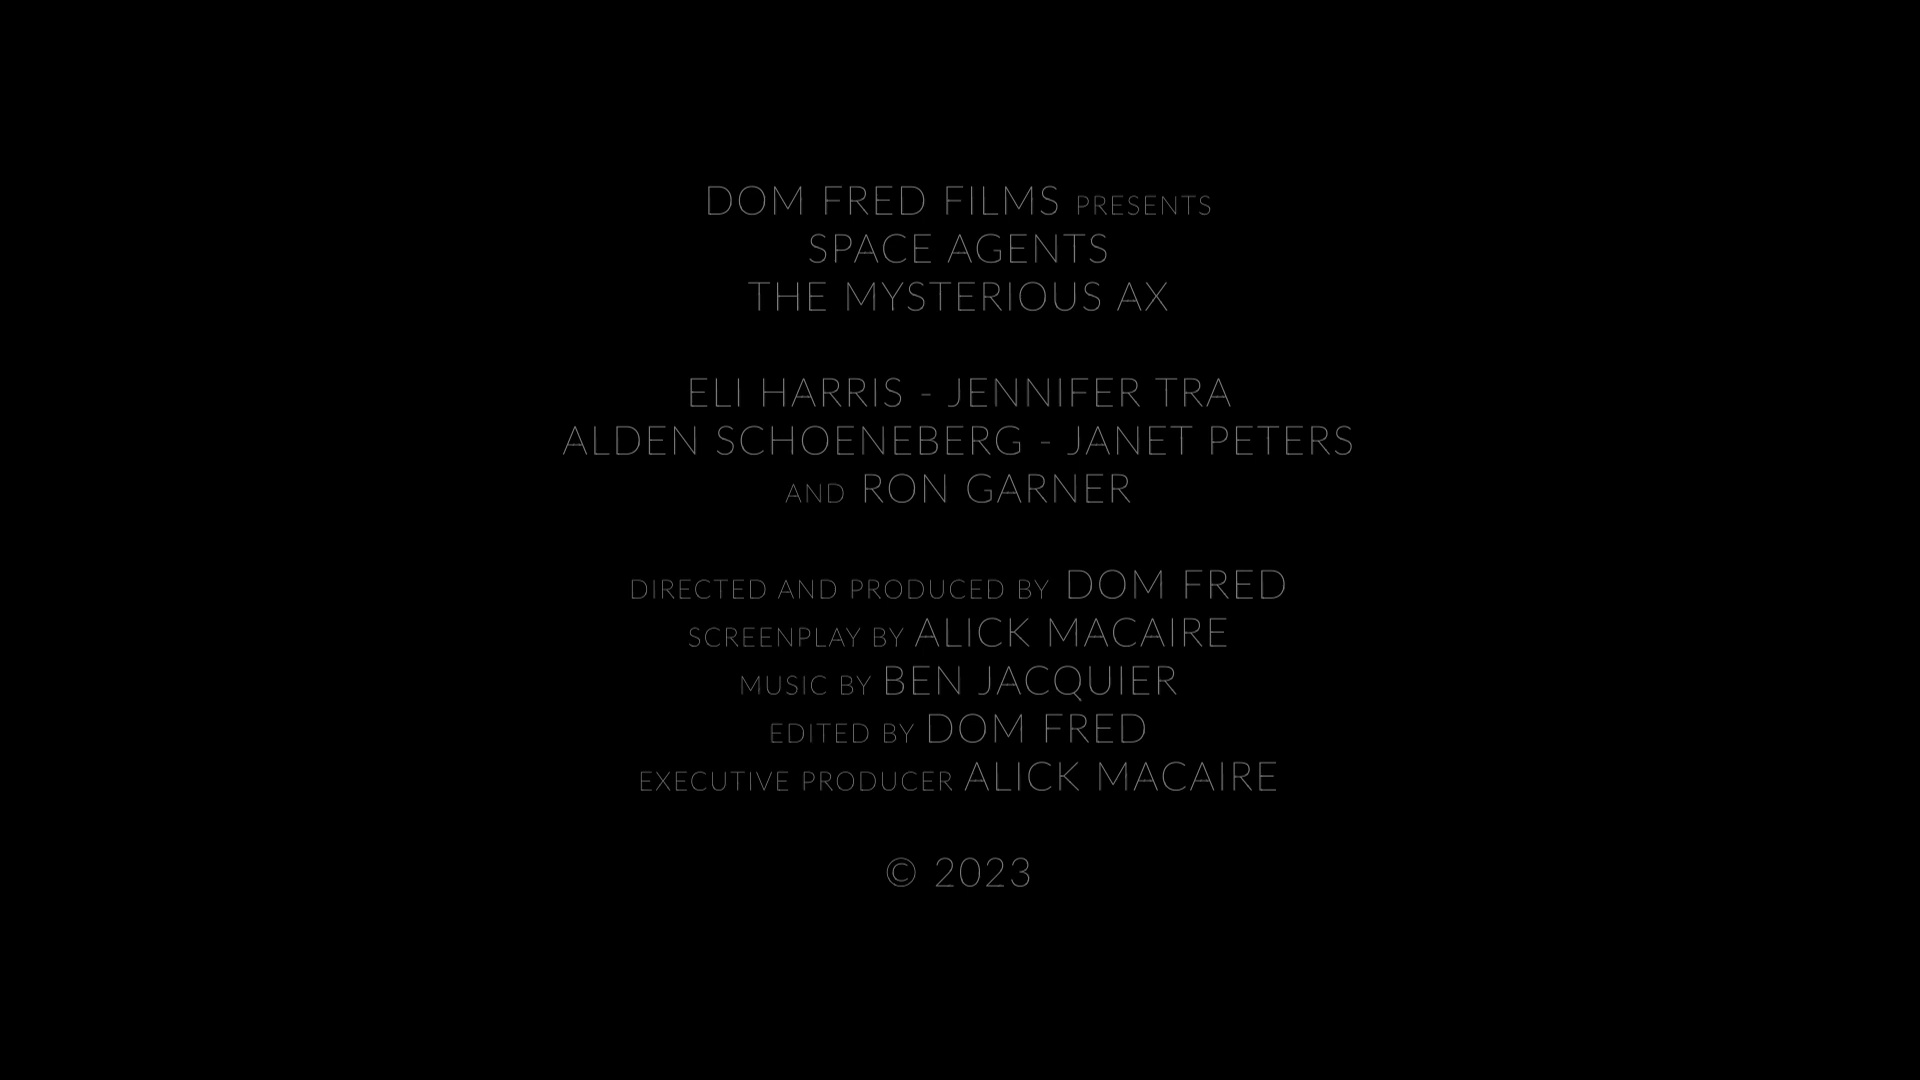 DOM FRED FILMS PRESENTS
SPACE AGENTS
THE MYSTERIOUS AX
ELI HARRIS - JENNIFER TRA
ALDEN SCHOENEBERG - JANET PETERS
AND RON GARNER
DIRECTED AND PRODUCED BY DOM FRED
SCREENPLAY BY ALICK MACAIRE
MUSIC BY BEN JACQUIER
EDITED BY DOM FRED
EXECUTIVE PRODUCER ALICK MACAIRE
© 2023